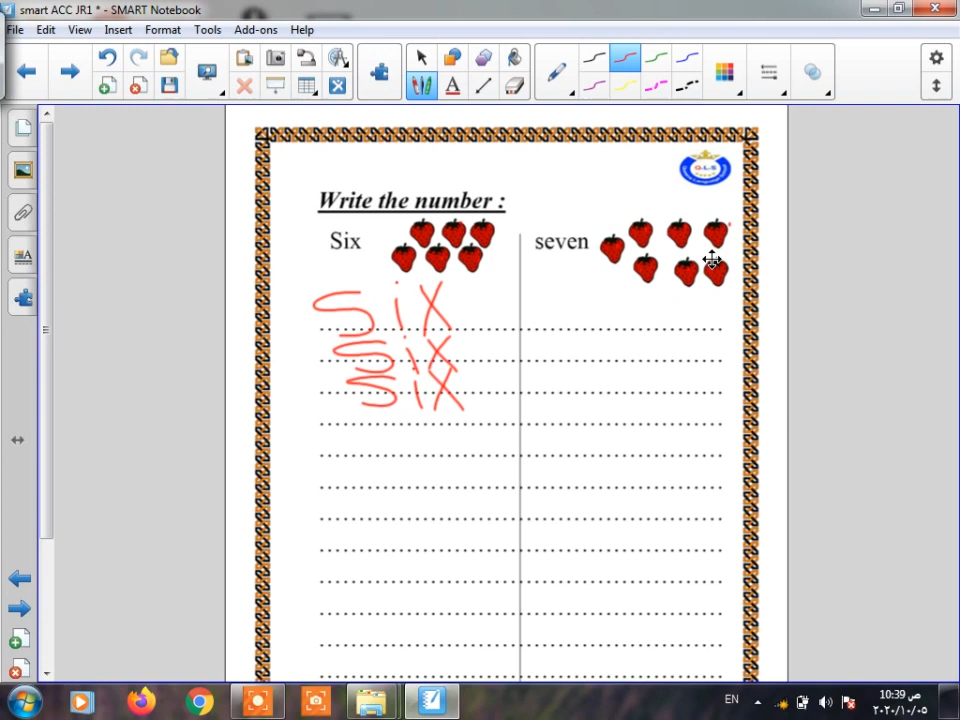 smart ACC JR1 * - SMART Notebook
File Edit View Insert Format Tools Add-ons Help
Q.L.S
Write the number :
Six seven
Six
Six
Six
EN
10:39 ص
٢٠٢٠/١٠/٠٥